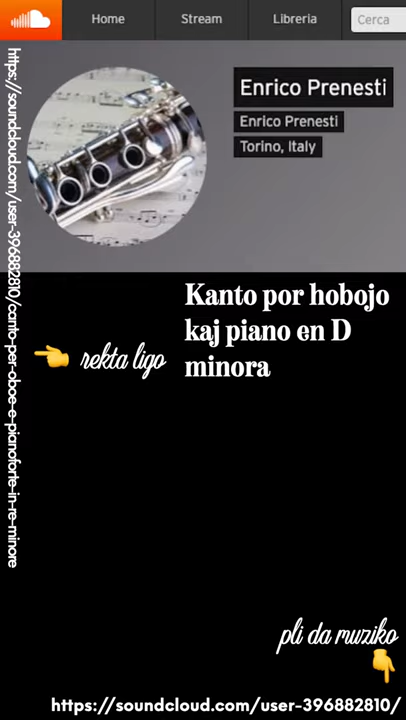 Home Stream Libreria Cerca
Enrico Prenesti
Enrico Prenesti
Torino, Italy
https://soundcloud.com/user-396882810/canto-per-oboe-e-pianoforte-in-re-minore
Kanto por hobojo
kaj piano en D
minora
👈 rekta ligo
pli da muziko
👇
https://soundcloud.com/user-396882810/